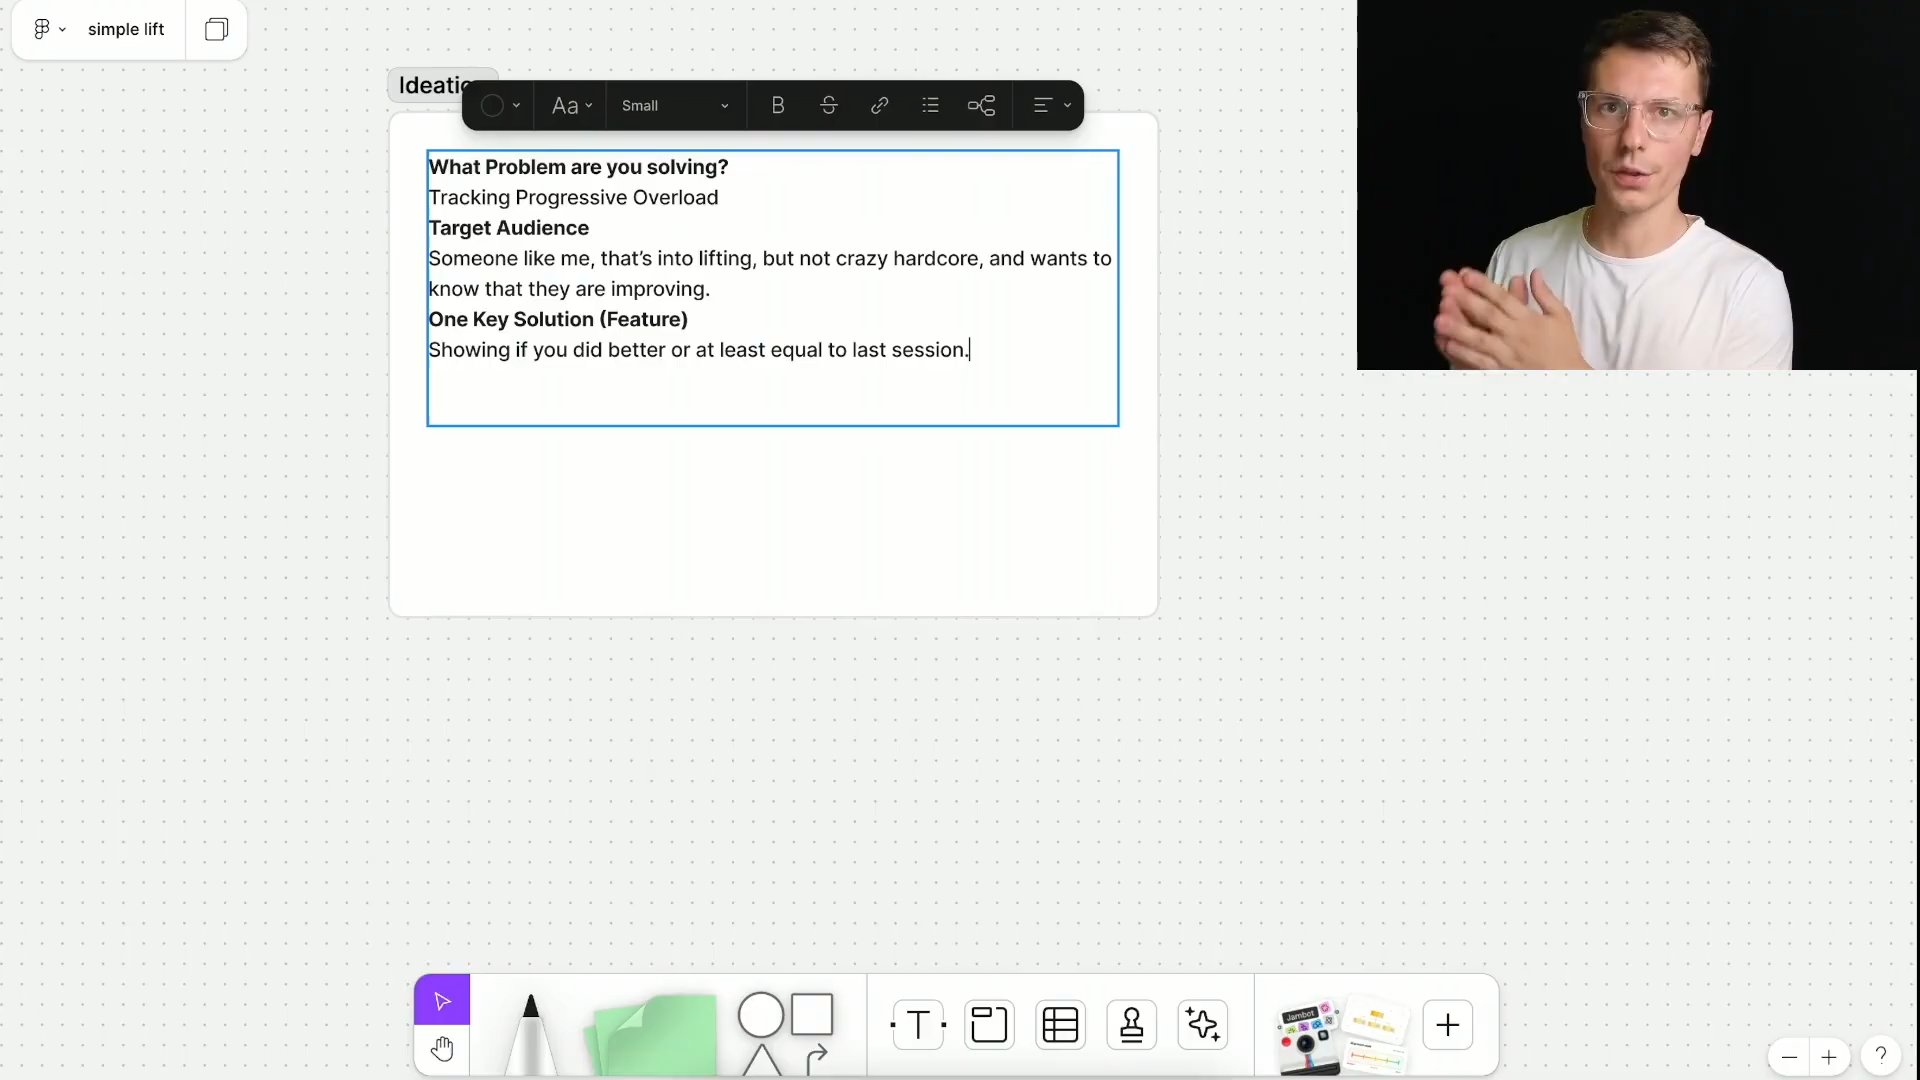 simple lift
Ideatio
Small
What Problem are you solving?
Tracking Progressive Overload
Target Audience
Someone like me, that’s into lifting, but not crazy hardcore, and wants to
know that they are improving.
One Key Solution (Feature)
Showing if you did better or at least equal to last session.
Jambot